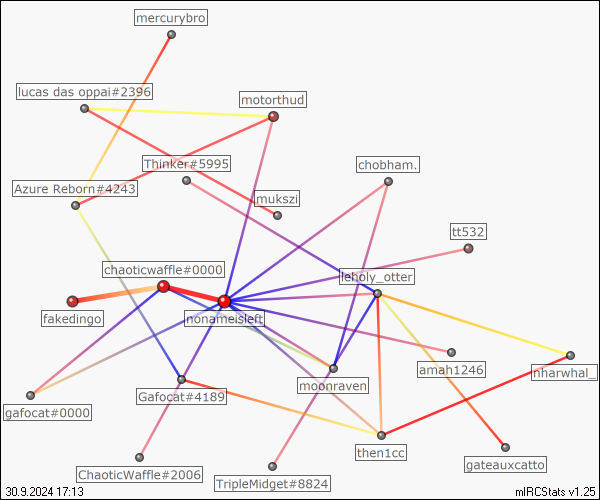 mercurybro
lucas das oppai#2396
motorthud
Thinker#5995
chobham.
Azure Reborn#4243
mukszi
tt532
chaoticwaffle#0000
leholy_otter
fakedingo
nonameisleft
amah1246
nharwhal_
moonraven
Gafocat#4189
gafocat#0000
then1cc
ChaoticWaffle#2006
gateauxcatto
TripleMidget#8824
30.9.2024 17:13
mIRCStats v1.25